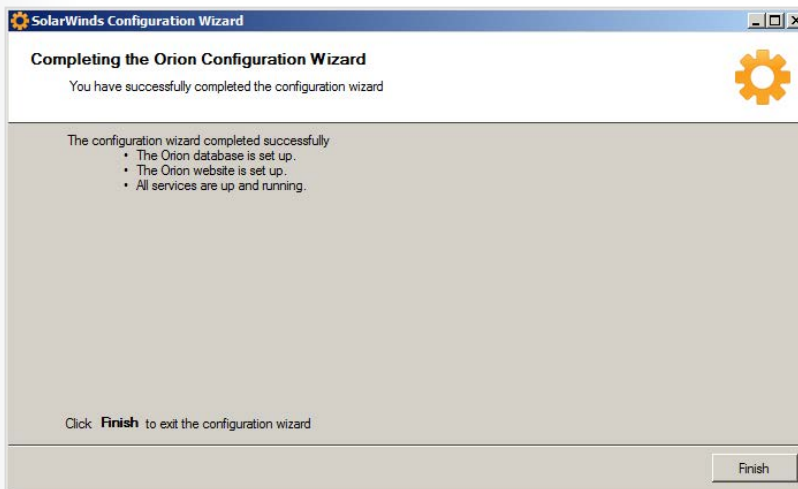 SolarWinds Configuration Wizard
Completing the Orion Configuration Wizard
You have successfully completed the configuration wizard
The configuration wizard completed successfully
• The Orion database is set up.
• The Orion website is set up.
• All services are up and running.
Click Finish to exit the configuration wizard
Finish